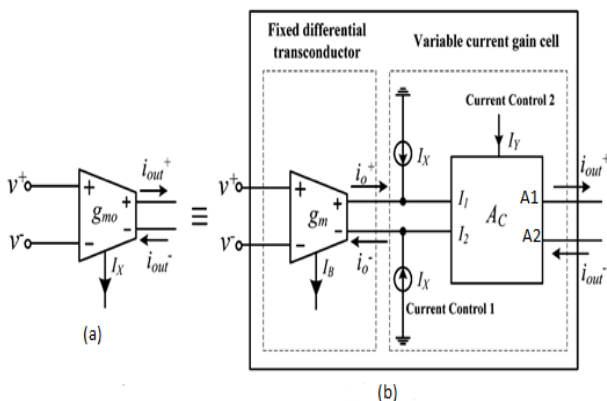 Fixed differential
transconductor
Variable current gain cell
Current Control 2
v+
v-
+
−
gmo
+
−
iout+
iout-
IX
≡
v+
v-
+
−
gm
+
−
io+
io-
IB
IX
IX
Current Control 1
IY
I1
I2
AC
A1
A2
iout+
iout-
(a)
(b)